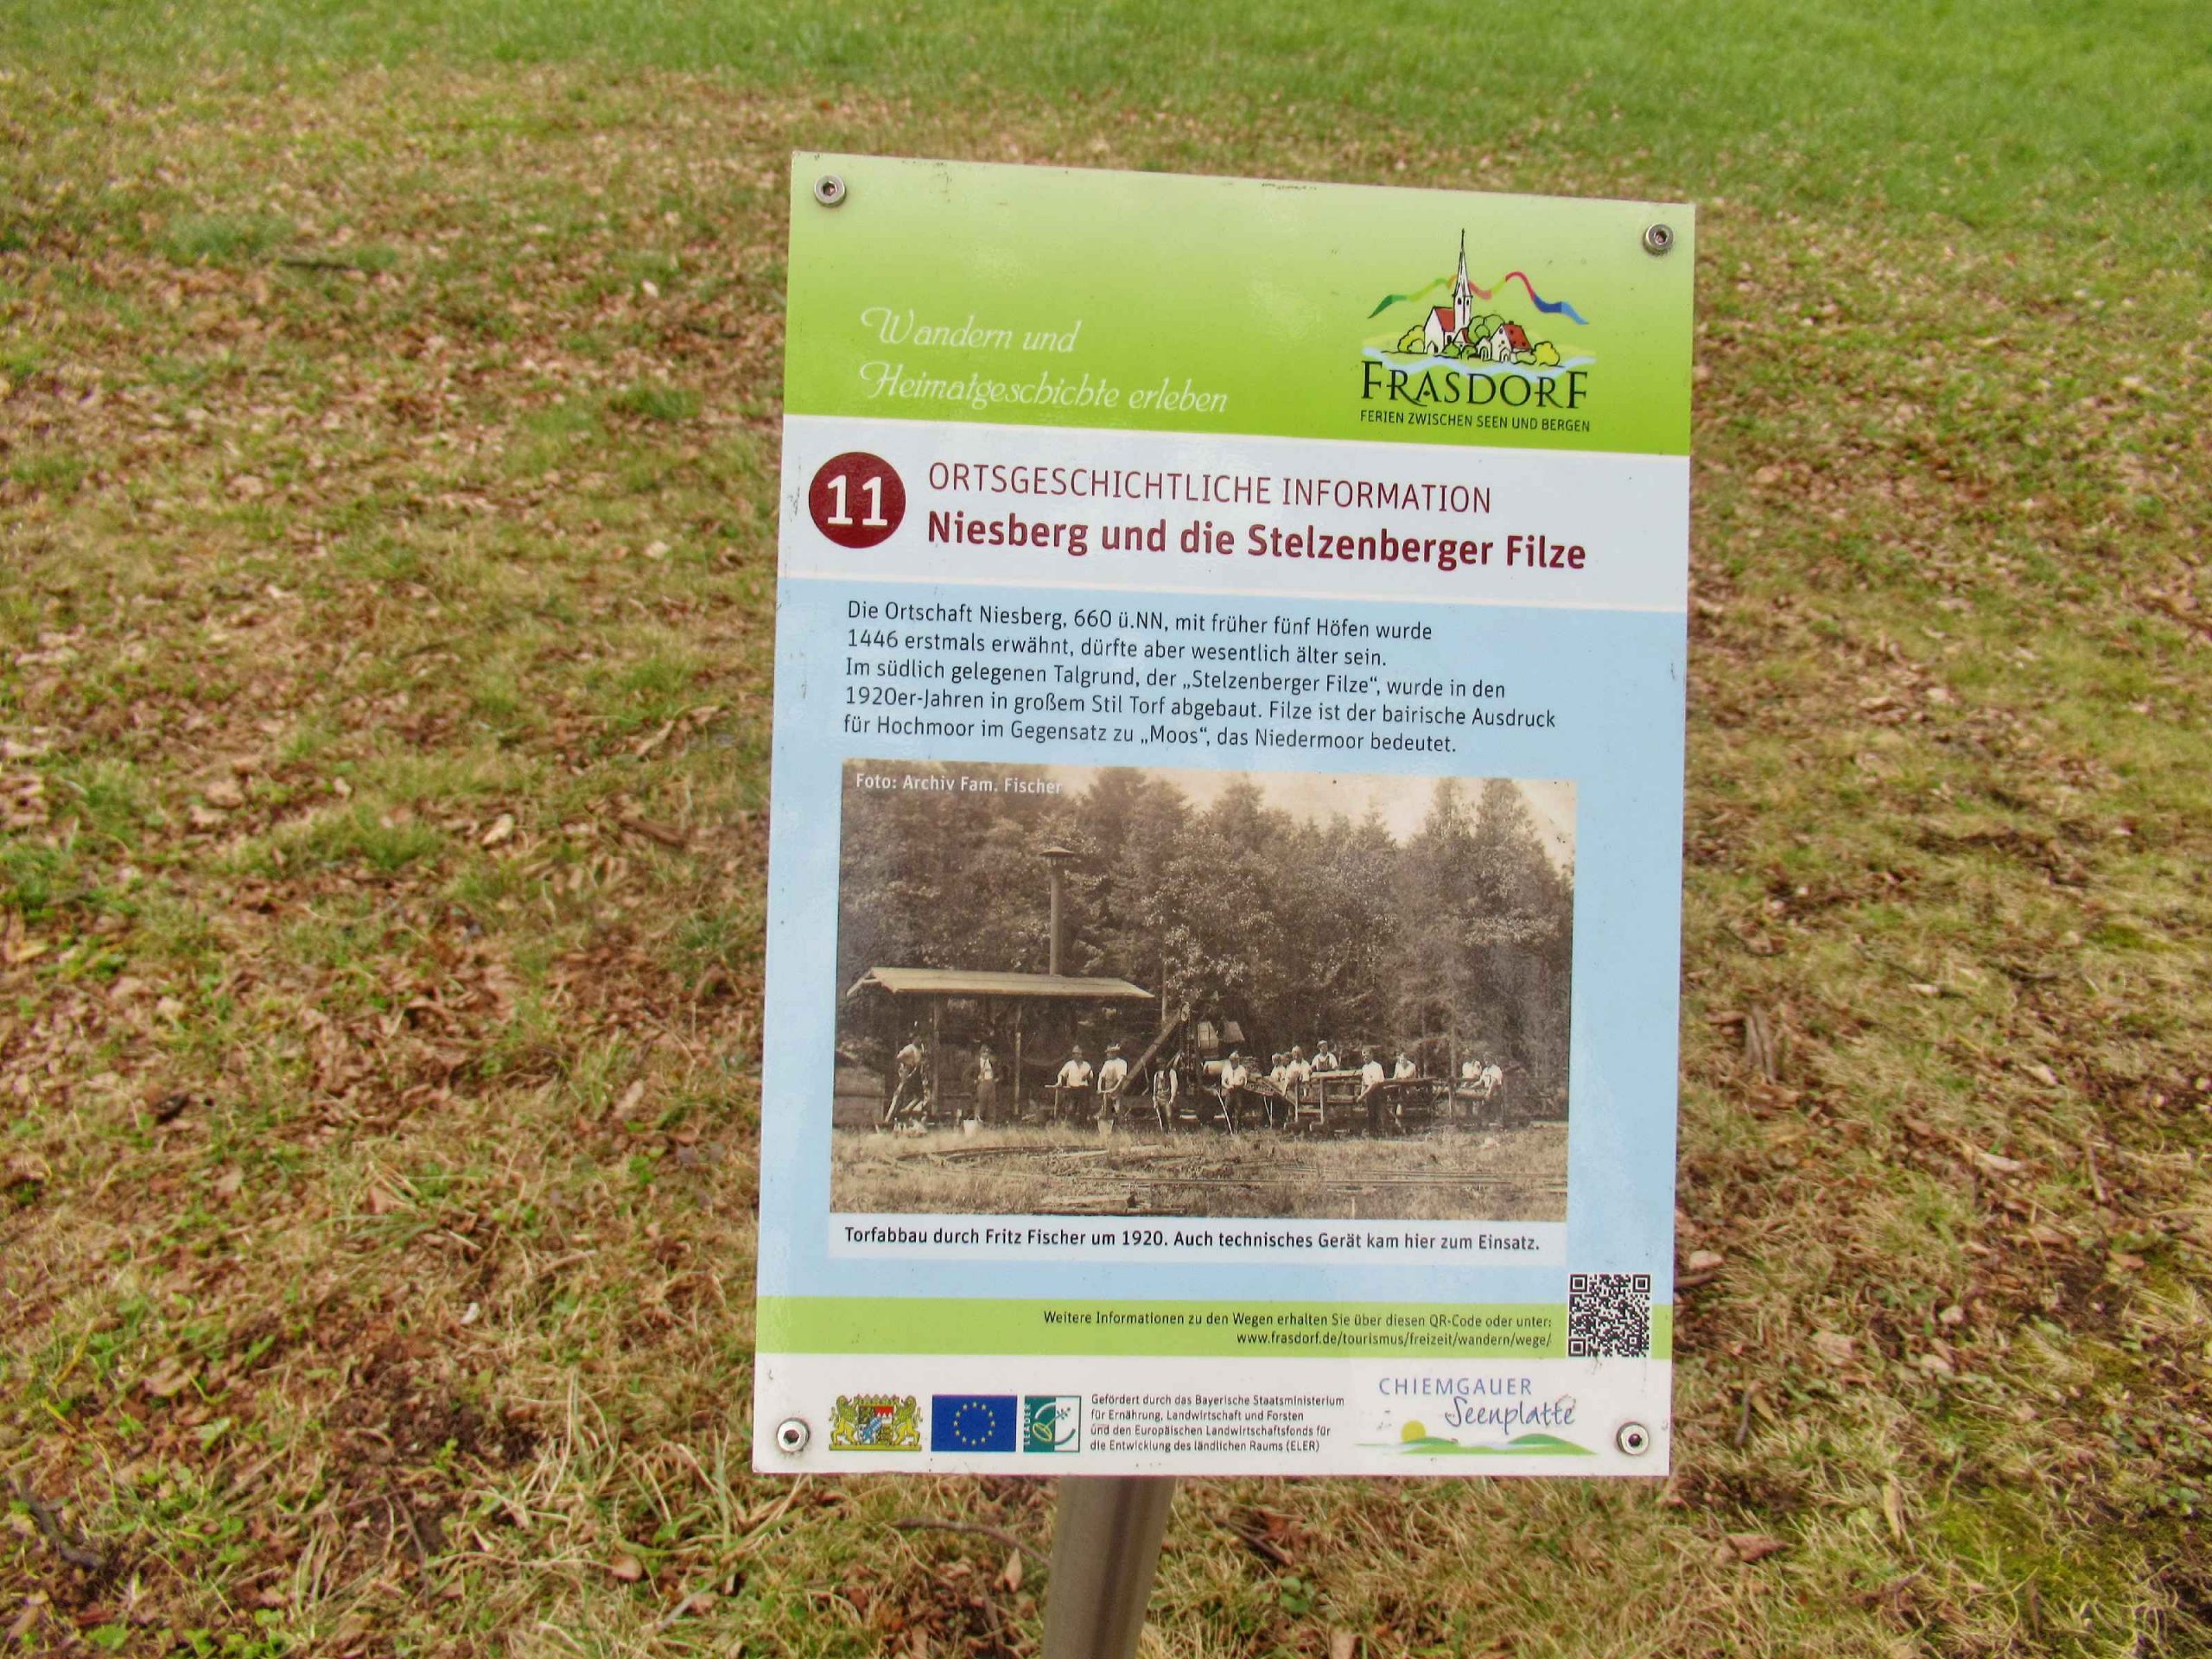 Wandern und
Heimatgeschichte erleben
FRASDORF
FERIEN ZWISCHEN SEEN UND BERGEN
11
ORTSGESCHICHTLICHE INFORMATION
Niesberg und die Stelzenberger Filze
Die Ortschaft Niesberg, 660 ü.NN, mit früher fünf Höfen wurde
1446 erstmals erwähnt, dürfte aber wesentlich älter sein.
Im südlich gelegenen Talgrund, der „Stelzenberger Filze“, wurde in den
1920er-Jahren in großem Stil Torf abgebaut. Filze ist der bairische Ausdruck
für Hochmoor im Gegensatz zu „Moos“, das Niedermoor bedeutet.
Foto: Archiv Fam. Fischer
Torfabbau durch Fritz Fischer um 1920. Auch technisches Gerät kam hier zum Einsatz.
Weitere Informationen zu den Wegen erhalten Sie über diesen QR-Code oder unter:
www.frasdorf.de/tourismus/freizeit/wandern/wege/
LEADER
Gefördert durch das Bayerische Staatsministerium
für Ernährung, Landwirtschaft und Forsten
und den Europäischen Landwirtschaftsfonds für
die Entwicklung des ländlichen Raums (ELER)
CHIEMGAUER
Seenplatte